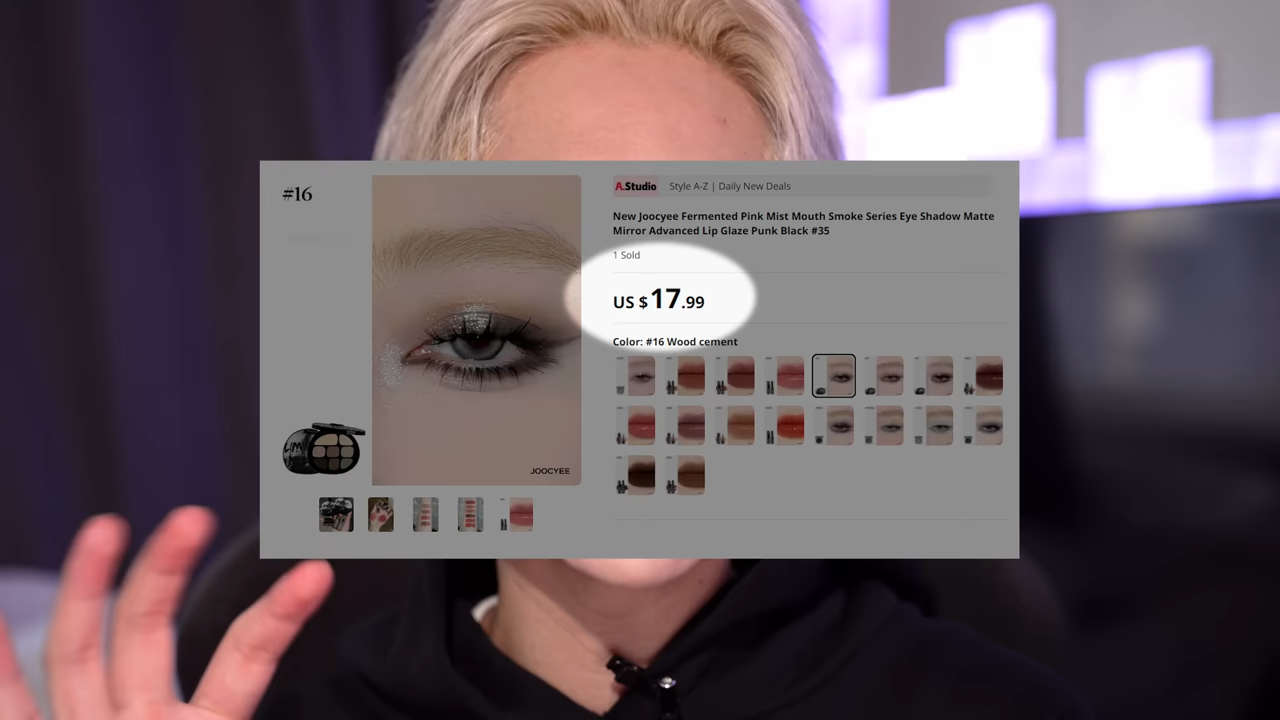 #16
JOOCYEE
A.Studio Style A-Z | Daily New Deals
New Joocyee Fermented Pink Mist Mouth Smoke Series Eye Shadow Matte
Mirror Advanced Lip Glaze Punk Black #35
1 Sold
US $17.99
Color: #16 Wood cement